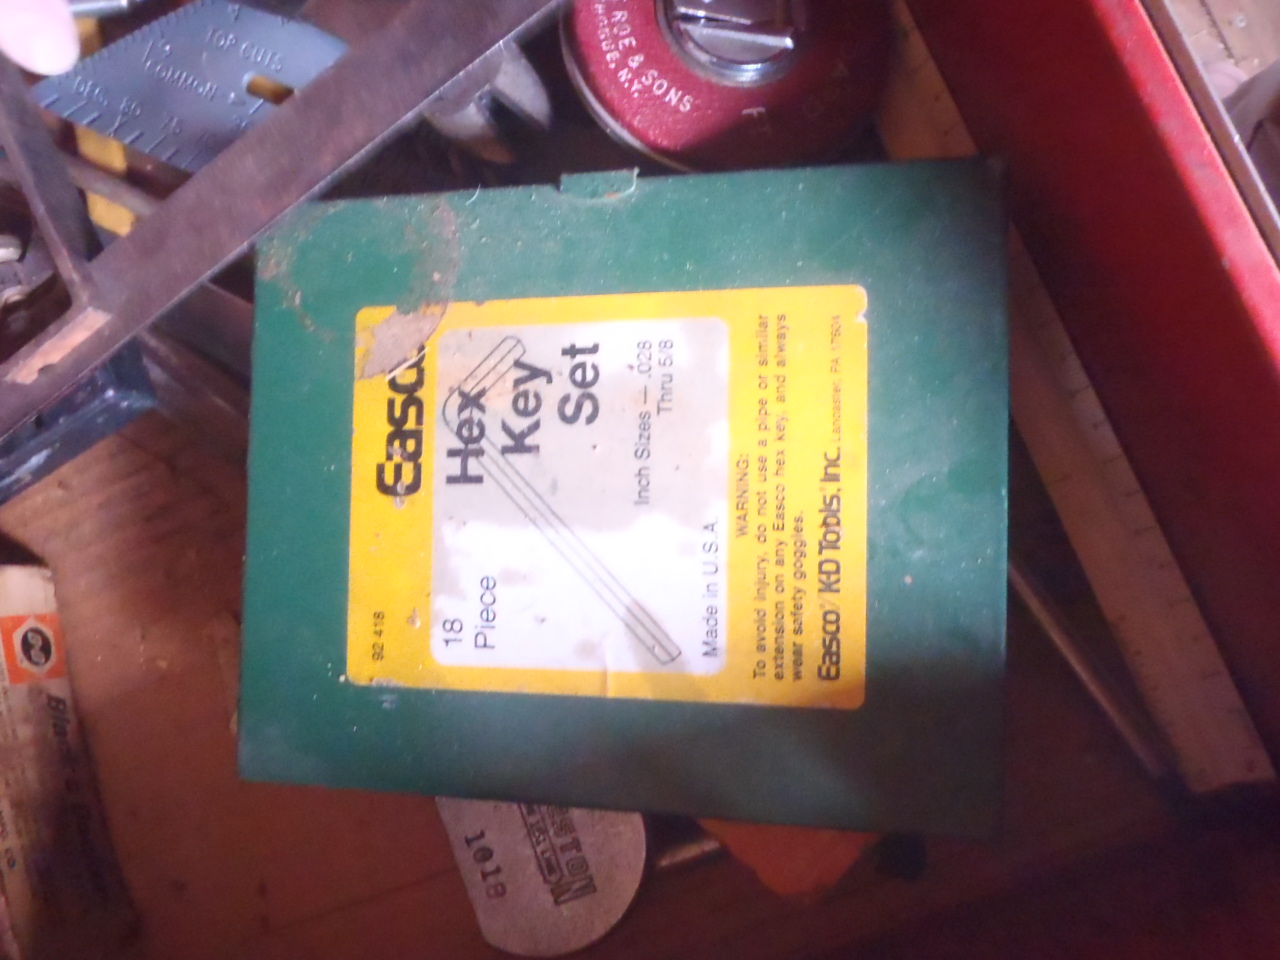 Easco
92 418
18
Piece
Hex
Key
Set
Inch Sizes — .028
Thru 5/8
Made in U.S.A.
WARNING:
To avoid injury, do not use a pipe or similar
extension on any Easco hex key, and always
wear safety goggles.
Easco/K-D Tools, Inc. Lancaster, PA 17604
ROE & SONS
N.Y.
TOP CUTS
COMMON
1018